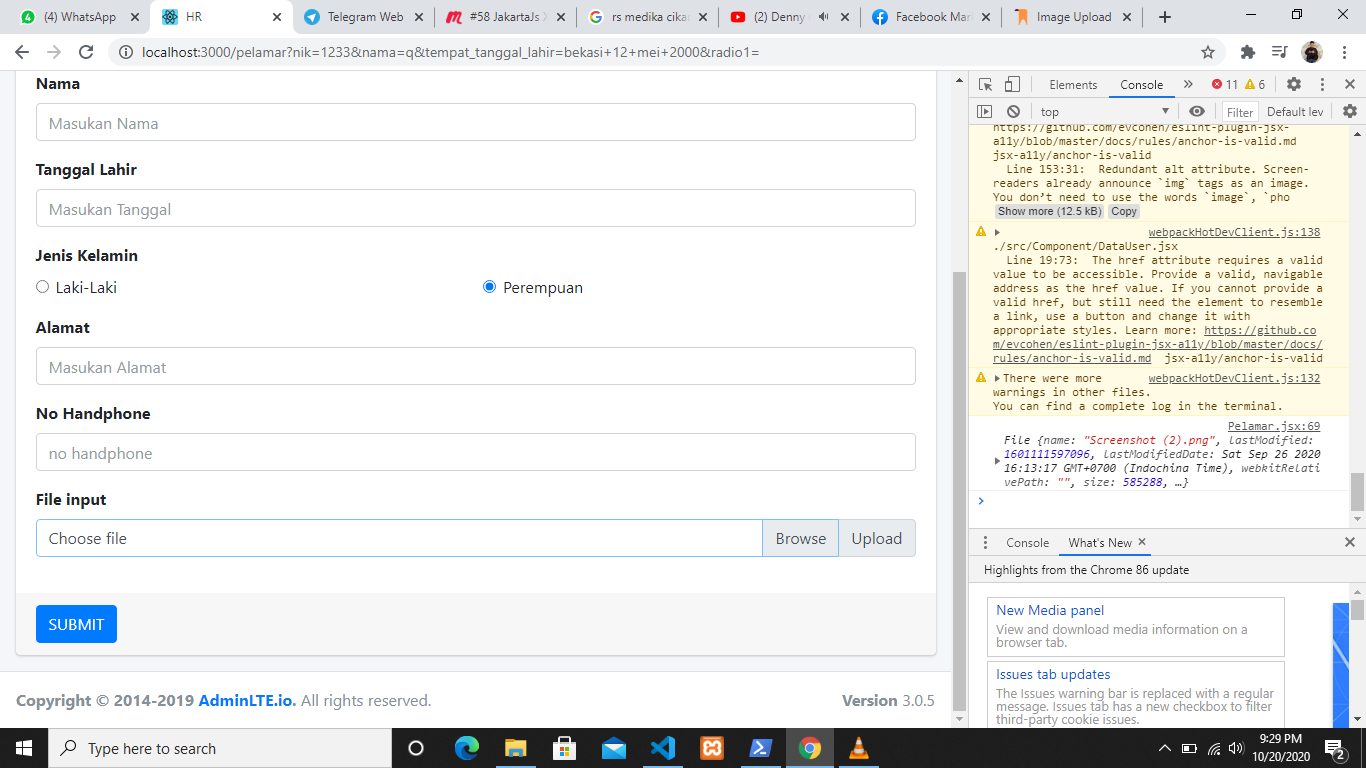 (4) WhatsApp
HR
Telegram Web
#58 JakartaJs
rs medika cikar
(2) Denny
Facebook Mar
Image Upload
localhost:3000/pelamar?nik=1233&nama=q&tempat_tanggal_lahir=bekasi+12+mei+2000&radio1=
Nama
Masukan Nama
Tanggal Lahir
Masukan Tanggal
Jenis Kelamin
Laki-Laki
Perempuan
Alamat
Masukan Alamat
No Handphone
no handphone
File input
Choose file
Browse
Upload
SUBMIT
Copyright © 2014-2019 AdminLTE.io. All rights reserved.
Version 3.0.5
Elements
Console
»
11
6
top
Filter
Default lev
https://github.com/evcohen/eslint-plugin-jsx-
a11y/blob/master/docs/rules/anchor-is-valid.md
jsx-a11y/anchor-is-valid
Line 153:31: Redundant alt attribute. Screen-
readers already announce `img` tags as an image.
You don’t need to use the words `image`, `pho
Show more (12.5 kB)
Copy
webpackHotDevClient.js:138
./src/Component/DataUser.jsx
Line 19:73: The href attribute requires a valid
value to be accessible. Provide a valid, navigable
address as the href value. If you cannot provide a
valid href, but still need the element to resemble
a link, use a button and change it with
appropriate styles. Learn more: https://github.co
m/evcohen/eslint-plugin-jsx-a11y/blob/master/docs/
rules/anchor-is-valid.md jsx-a11y/anchor-is-valid
There were more webpackHotDevClient.js:132
warnings in other files.
You can find a complete log in the terminal.
Pelamar.jsx:69
File {name: "Screenshot (2).png", lastModified:
1601111597096, lastModifiedDate: Sat Sep 26 2020
16:13:17 GMT+0700 (Indochina Time), webkitRelati
vePath: "", size: 585288, …}
Console
What's New
Highlights from the Chrome 86 update
New Media panel
View and download media information on a
browser tab.
Issues tab updates
The Issues warning bar is replaced with a regular
message. Issues tab has a new checkbox to filter
third-party cookie issues.
Type here to search
9:29 PM
10/20/2020
2